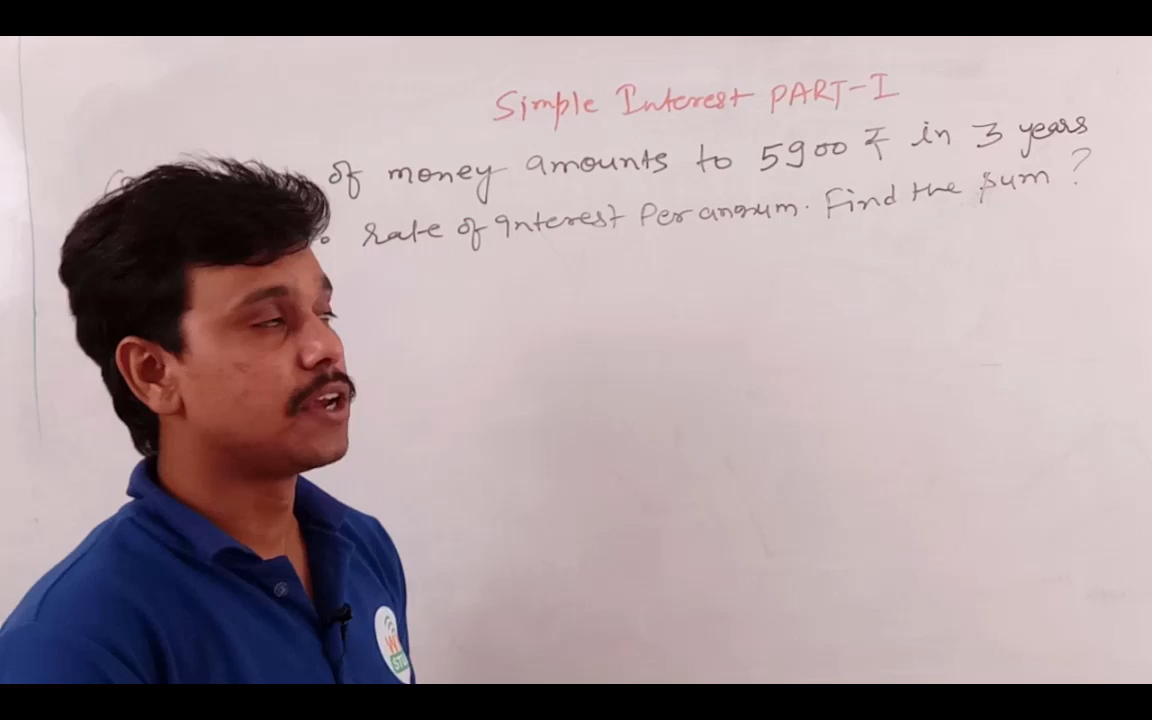 Simple Interest PART-I
of money amounts to 5900 ₹ in 3 years
rate of interest Per annum. Find the sum ?